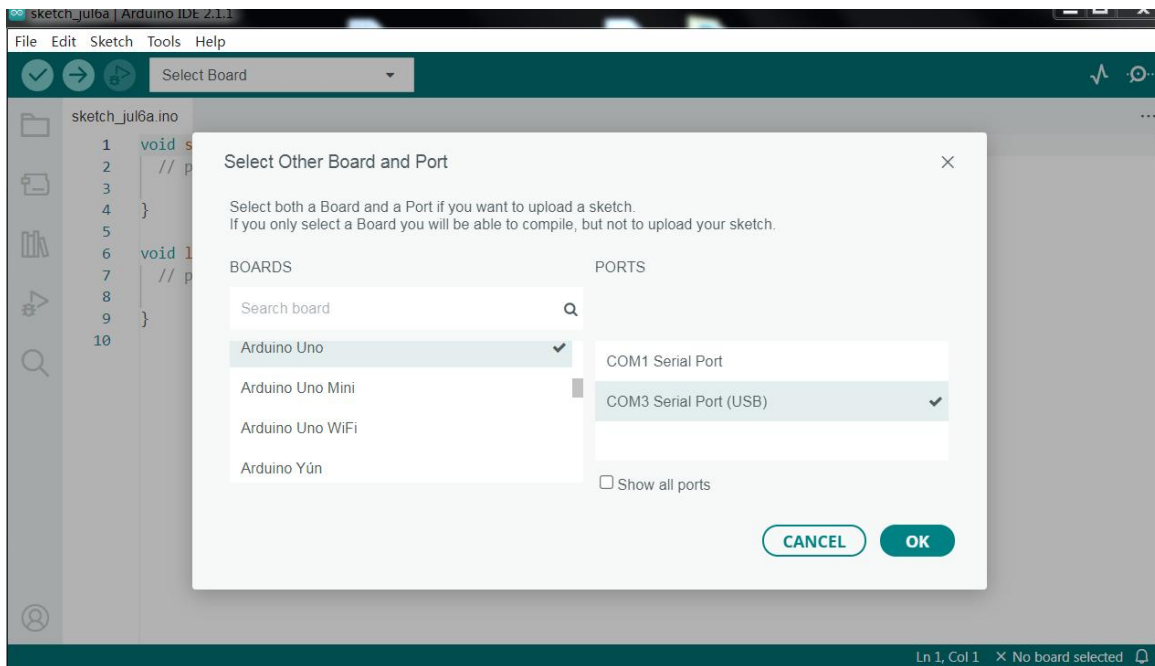 sketch_jul6a | Arduino IDE 2.1.1
File Edit Sketch Tools Help
Select Board
sketch_jul6a.ino
...
1 void s
2 // p
3
4 }
5
6 void l
7 // p
8
9 }
10
Select Other Board and Port
Select both a Board and a Port if you want to upload a sketch.
If you only select a Board you will be able to compile, but not to upload your sketch.
BOARDS
PORTS
Search board
Arduino Uno
Arduino Uno Mini
Arduino Uno WiFi
Arduino Yún
COM1 Serial Port
COM3 Serial Port (USB)
Show all ports
CANCEL
OK
Ln 1, Col 1 × No board selected